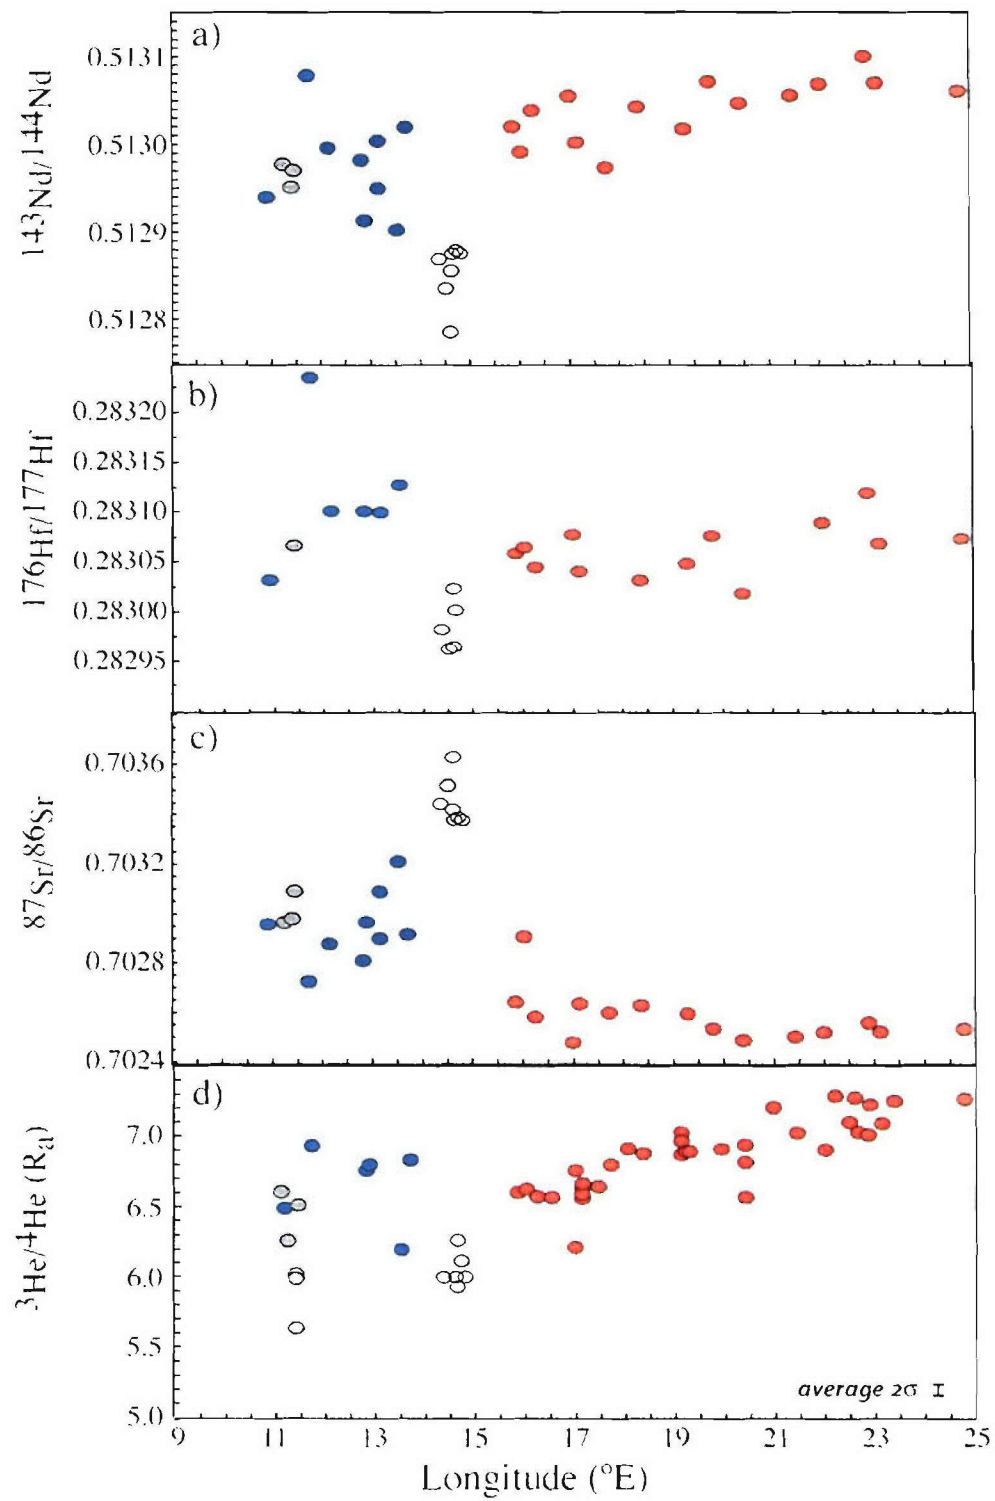 a)
0.5131
0.5130
0.5129
0.5128
143Nd/144Nd
b)
0.28320
0.28315
0.28310
0.28305
0.28300
0.28295
176Hf/177Hf
c)
0.7036
0.7032
0.7028
0.7024
87Sr/86Sr
d)
7.0
6.5
6.0
5.5
5.0
3He/4He (Ra)
average 2σ
9 11 13 15 17 19 21 23 25
Longitude (°E)